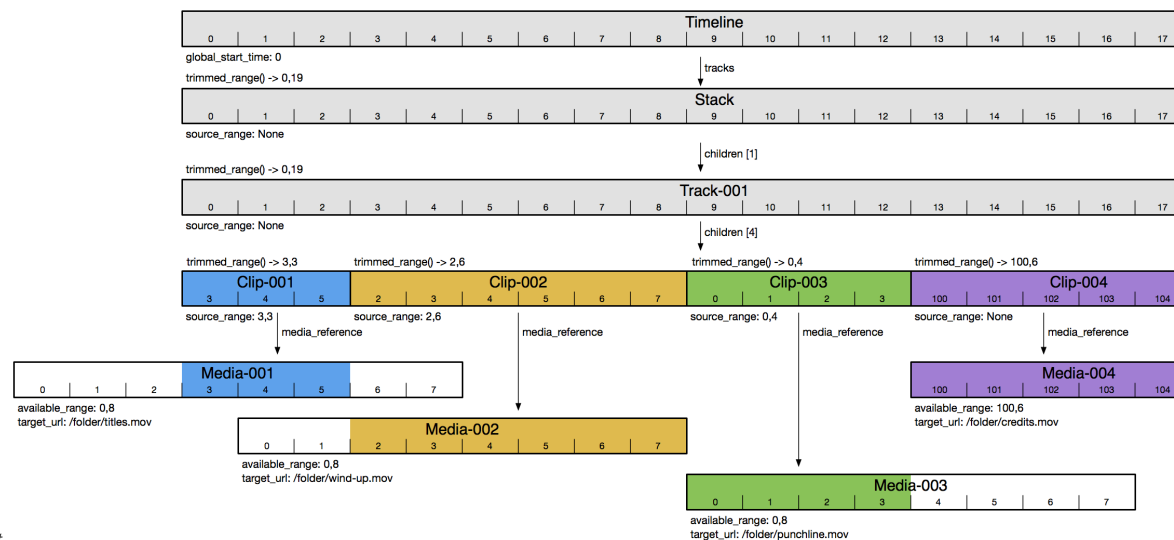 Timeline
0 1 2 3 4 5 6 7 8 9 10 11 12 13 14 15 16 17
global_start_time: 0
tracks
trimmed_range() -> 0,19
Stack
0 1 2 3 4 5 6 7 8 9 10 11 12 13 14 15 16 17
source_range: None
children [1]
trimmed_range() -> 0,19
Track-001
0 1 2 3 4 5 6 7 8 9 10 11 12 13 14 15 16 17
source_range: None
children [4]
trimmed_range() -> 3,3 trimmed_range() -> 2,6 trimmed_range() -> 0,4 trimmed_range() -> 100,6
Clip-001 Clip-002 Clip-003 Clip-004
3 4 5 2 3 4 5 6 7 0 1 2 3 100 101 102 103 104
source_range: 3,3 source_range: 2,6 source_range: 0,4 source_range: None
media_reference media_reference media_reference media_reference
Media-001 Media-004
0 1 2 3 4 5 6 7 100 101 102 103 104
available_range: 0,8 available_range: 100,6
target_url: /folder/titles.mov target_url: /folder/credits.mov
Media-002
0 1 2 3 4 5 6 7
available_range: 0,8
target_url: /folder/wind-up.mov
Media-003
0 1 2 3 4 5 6 7
available_range: 0,8
target_url: /folder/punchline.mov